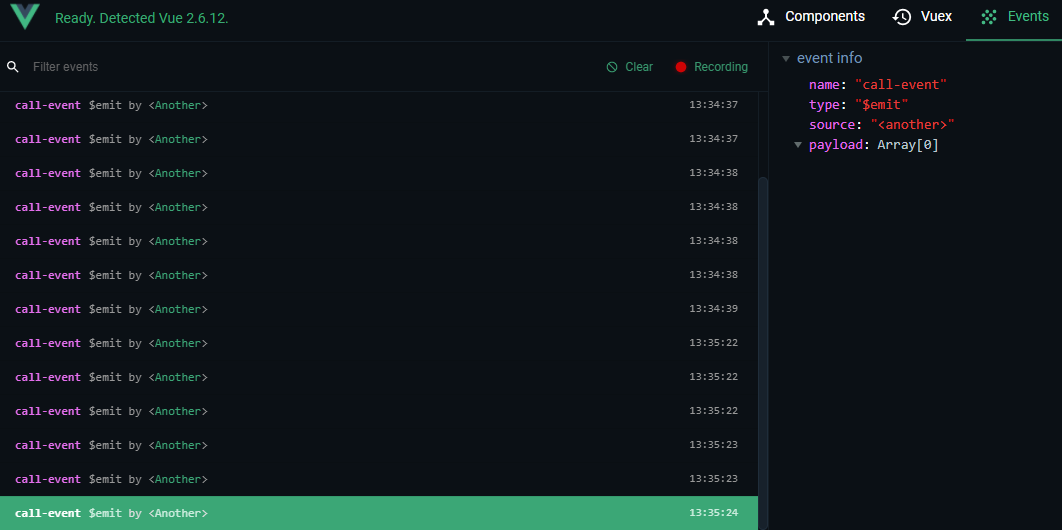 Ready. Detected Vue 2.6.12.
Components Vuex Events
Filter events Clear Recording
call-event $emit by <Another> 13:34:37
call-event $emit by <Another> 13:34:37
call-event $emit by <Another> 13:34:38
call-event $emit by <Another> 13:34:38
call-event $emit by <Another> 13:34:38
call-event $emit by <Another> 13:34:38
call-event $emit by <Another> 13:34:39
call-event $emit by <Another> 13:35:22
call-event $emit by <Another> 13:35:22
call-event $emit by <Another> 13:35:22
call-event $emit by <Another> 13:35:23
call-event $emit by <Another> 13:35:23
call-event $emit by <Another> 13:35:24
event info
name: "call-event"
type: "$emit"
source: "<another>"
payload: Array[0]